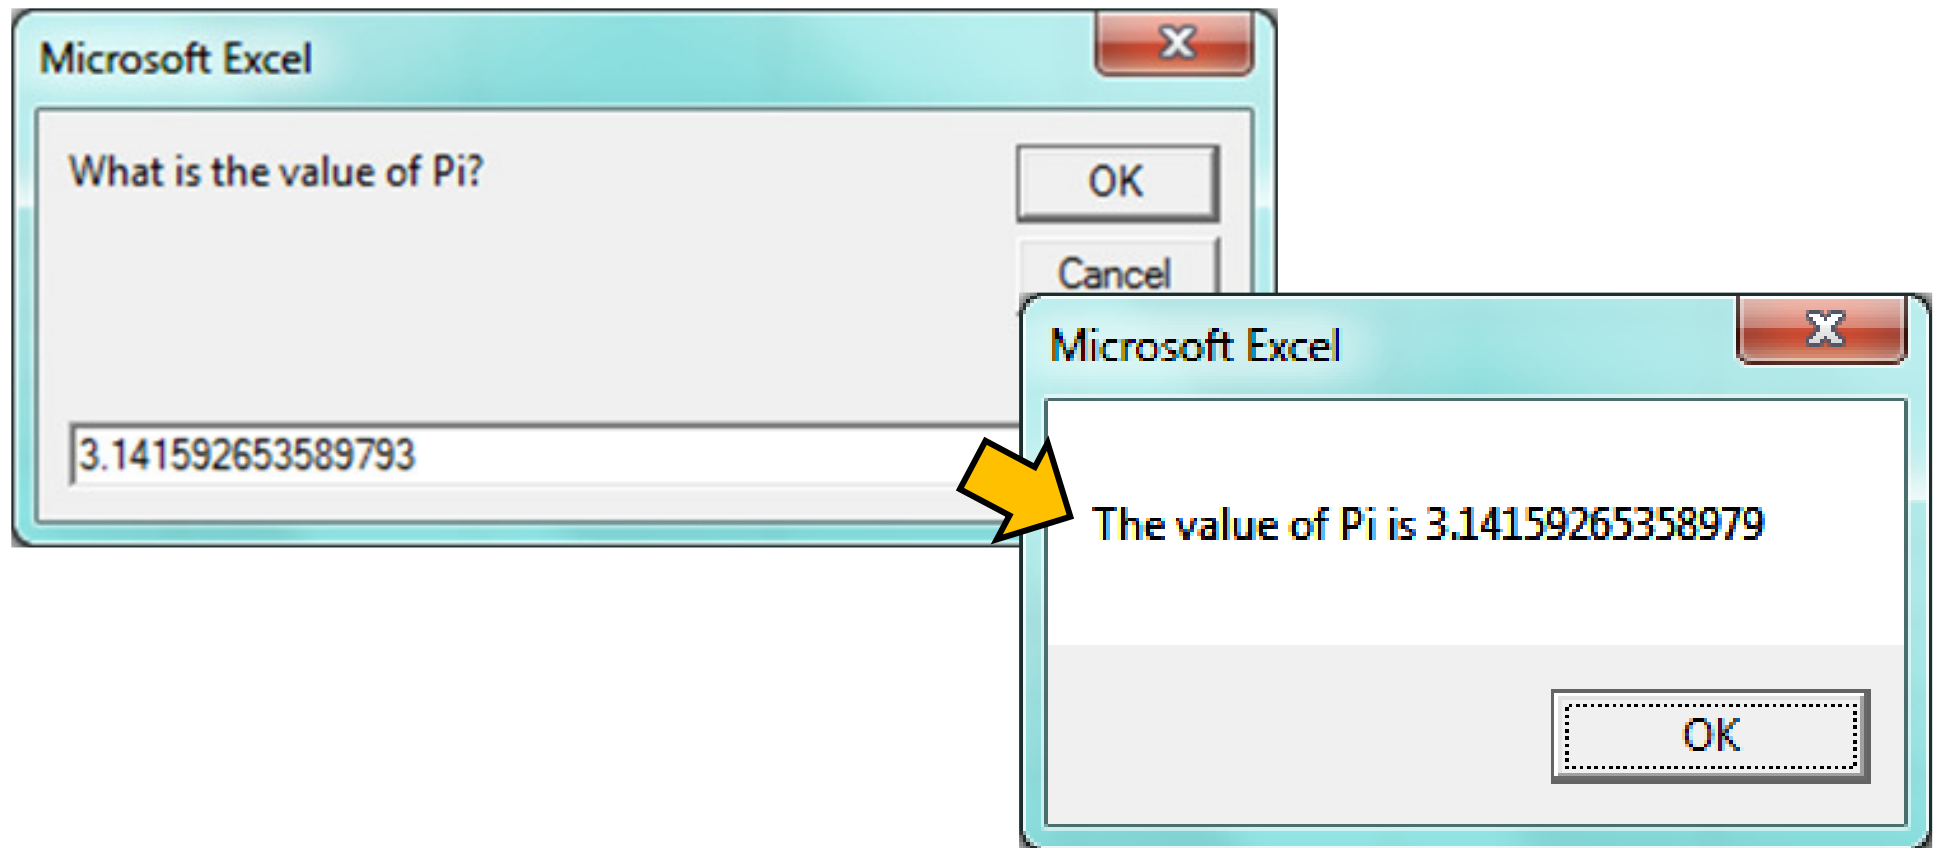 Microsoft Excel
What is the value of Pi?
OK
Cancel
3.141592653589793
Microsoft Excel
The value of Pi is 3.14159265358979
OK